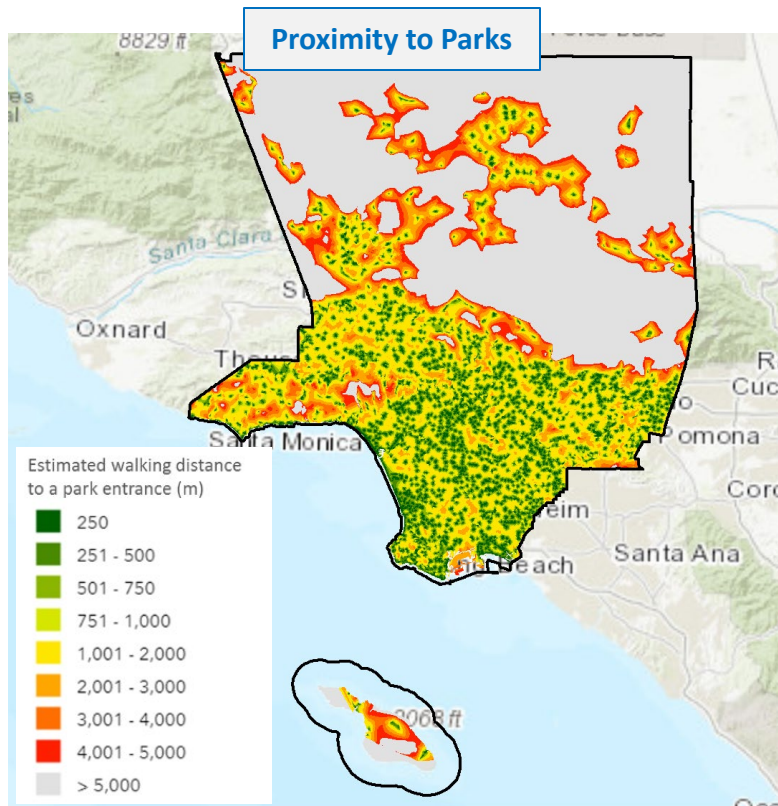 Proximity to Parks
8829 ft
Santa Clara
Oxnard
Santa Monica
Pomona
Santa Ana
Estimated walking distance
to a park entrance (m)
250
251 - 500
501 - 750
751 - 1,000
1,001 - 2,000
2,001 - 3,000
3,001 - 4,000
4,001 - 5,000
> 5,000